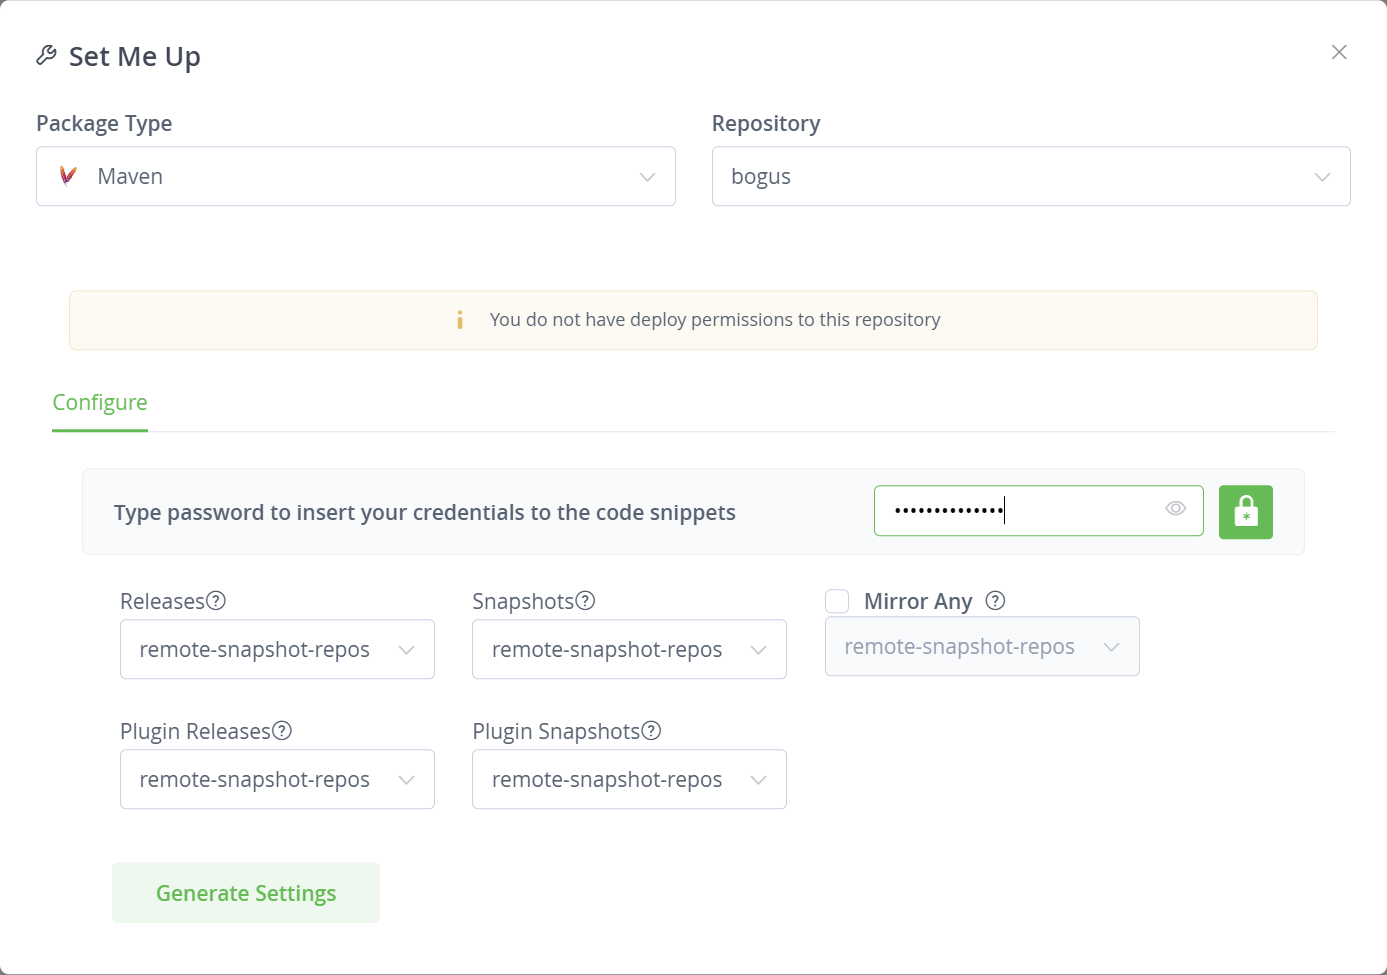 Set Me Up
Package Type
Repository
Maven
bogus
You do not have deploy permissions to this repository
Configure
Type password to insert your credentials to the code snippets
••••••••••••••
Releases
Snapshots
Mirror Any
remote-snapshot-repos
remote-snapshot-repos
remote-snapshot-repos
Plugin Releases
Plugin Snapshots
remote-snapshot-repos
remote-snapshot-repos
Generate Settings